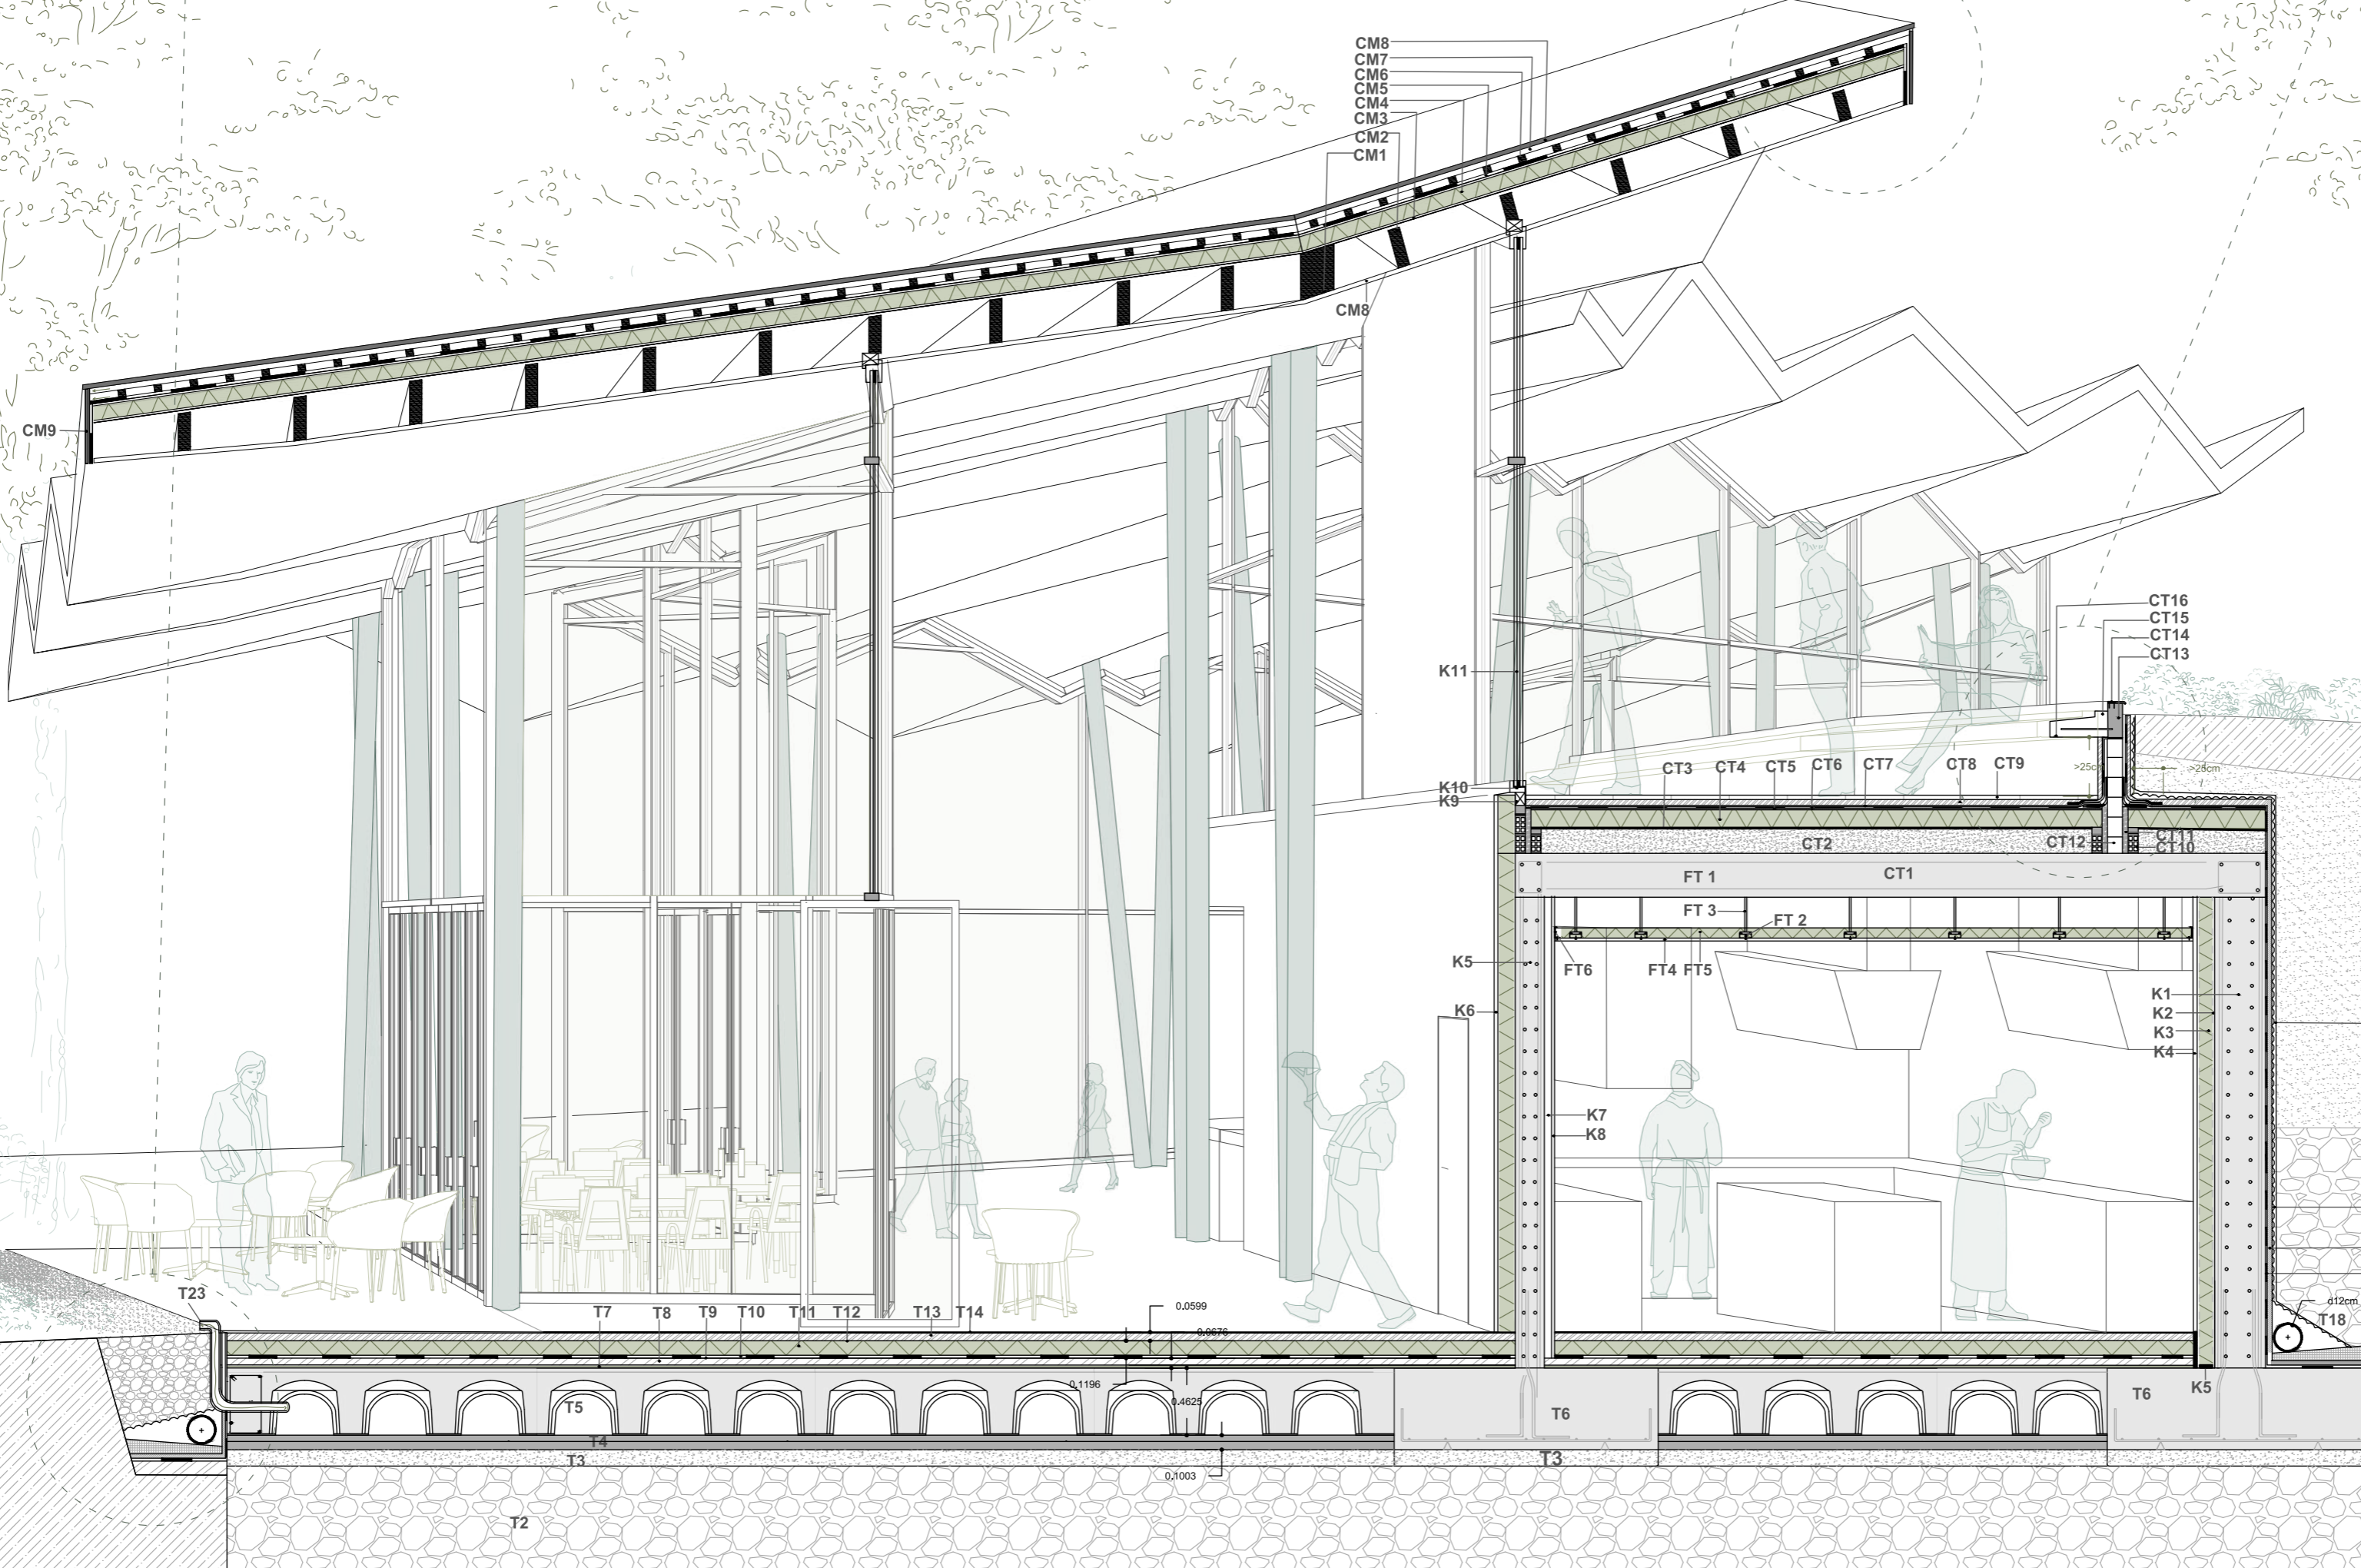 CM8
CM7
CM6
CM5
CM4
CM3
CM2
CM1
CM8
CM9
CT16
CT15
CT14
CT13
K11
K10
K9
CT3 CT4 CT5 CT6 CT7 CT8 CT9
>25cm
CT2
CT12
CT11
CT10
FT 1
CT1
FT 3
FT 2
FT6
FT4 FT5
K5
K6
K1
K2
K3
K4
K7
K8
T23
T7 T8 T9 T10 T11 T12 T13 T14
0.0599
0.0676
0.1196
0.4625
d12cm
T18
K5
T5
T6
T6
T4
T3
T3
0.1003
T2